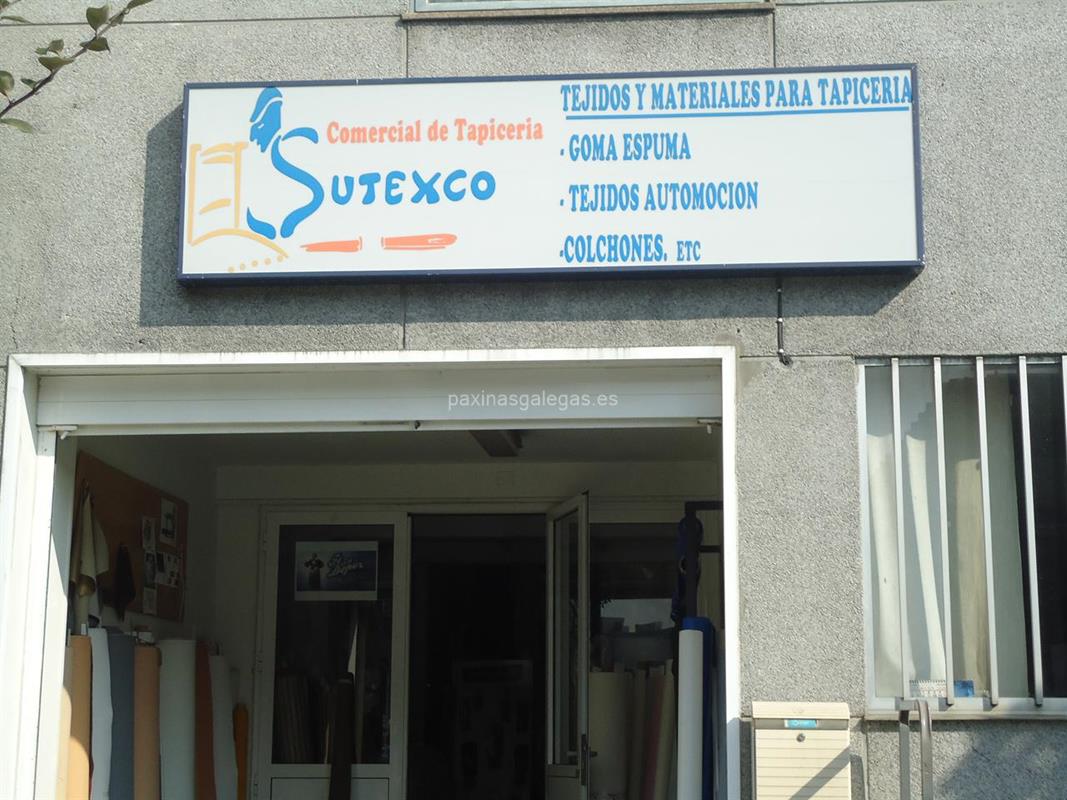 Comercial de Tapiceria
SUTEXCO
TEJIDOS Y MATERIALES PARA TAPICERIA
- GOMA ESPUMA
- TEJIDOS AUTOMOCION
-COLCHONES. ETC
paxinasgalegas.es